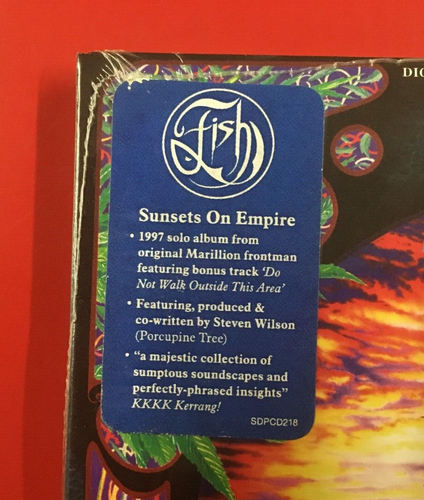 DIG
Fish
Sunsets On Empire
• 1997 solo album from
original Marillion frontman
featuring bonus track ‘Do
Not Walk Outside This Area’
• Featuring, produced &
co-written by Steven Wilson
(Porcupine Tree)
• “a majestic collection of
sumptous soundscapes and
perfectly-phrased insights”
KKKK Kerrang!
SDPCD218